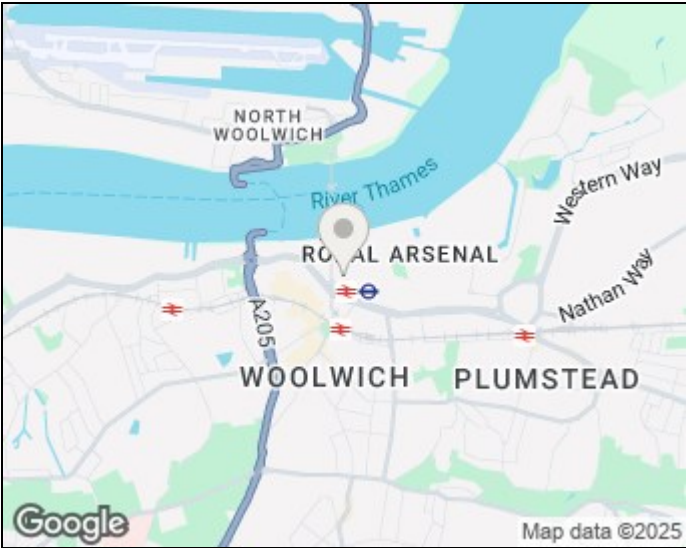 NORTH
WOOLWICH
River Thames
Western Way
ROYAL ARSENAL
Nathan Way
A205
WOOLWICH
PLUMSTEAD
Google
Map data ©2025